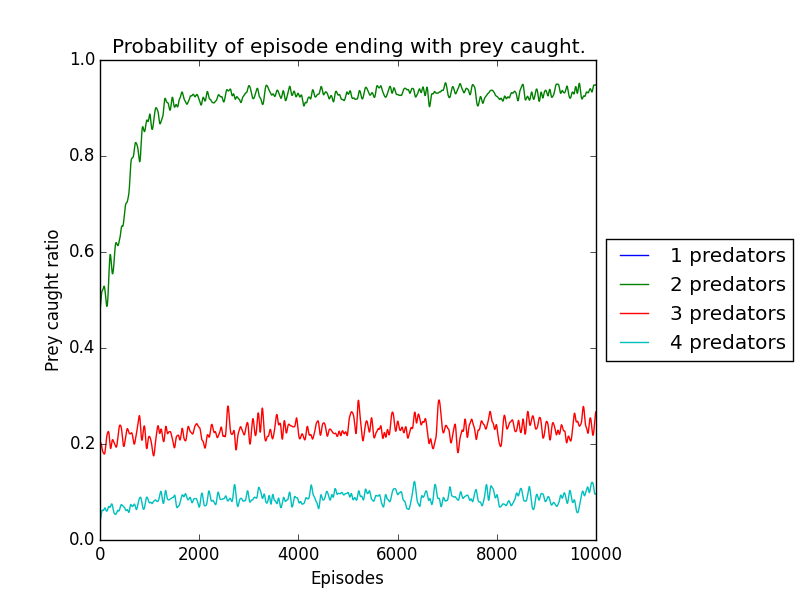 Probability of episode ending with prey caught.
1.0
0.8
0.6
0.4
0.2
0.0
Prey caught ratio
0 2000 4000 6000 8000 10000
Episodes
1 predators
2 predators
3 predators
4 predators